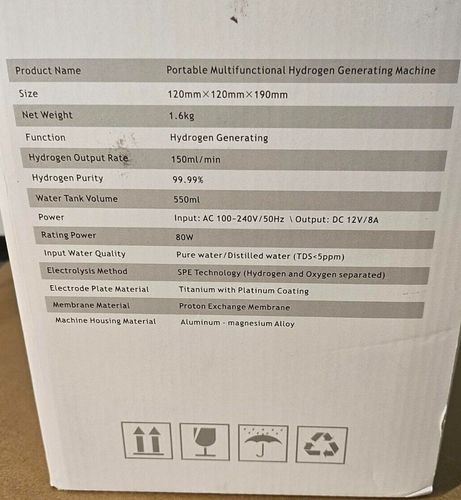 Product Name Portable Multifunctional Hydrogen Generating Machine
Size 120mm×120mm×190mm
Net Weight 1.6kg
Function Hydrogen Generating
Hydrogen Output Rate 150ml/min
Hydrogen Purity 99.99%
Water Tank Volume 550ml
Power Input: AC 100-240V/50Hz \ Output: DC 12V/8A
Rating Power 80W
Input Water Quality Pure water/Distilled water (TDS<5ppm)
Electrolysis Method SPE Technology (Hydrogen and Oxygen separated)
Electrode Plate Material Titanium with Platinum Coating
Membrane Material Proton Exchange Membrane
Machine Housing Material Aluminum - magnesium Alloy